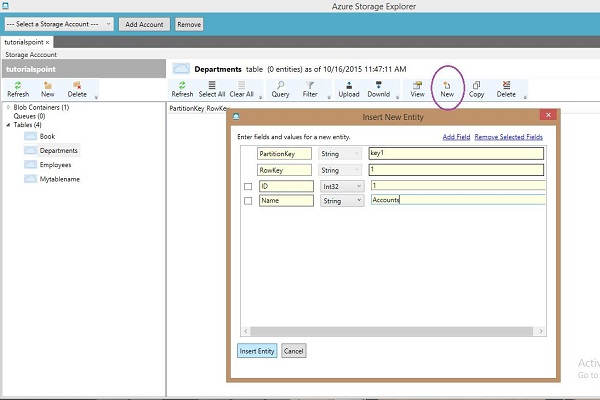 Azure Storage Explorer
--- Select a Storage Account --- Add Account Remove
tutorialspoint ×
Storage Acccount
tutorialspoint
Departments table (0 entities) as of 10/16/2015 11:47:11 AM
Refresh New Delete
Refresh Select All Clear All Query Filter Upload Downld View New Copy Delete
Blob Containers (1)
Queues (0)
Tables (4)
Book
Departments
Employees
Mytablename
PartitionKey RowKey
Insert New Entity
Enter fields and values for a new entity. Add Field Remove Selected Fields
PartitionKey String key1
RowKey String 1
ID Int32 1
Name String Accounts
Insert Entity Cancel
Activ
Go to